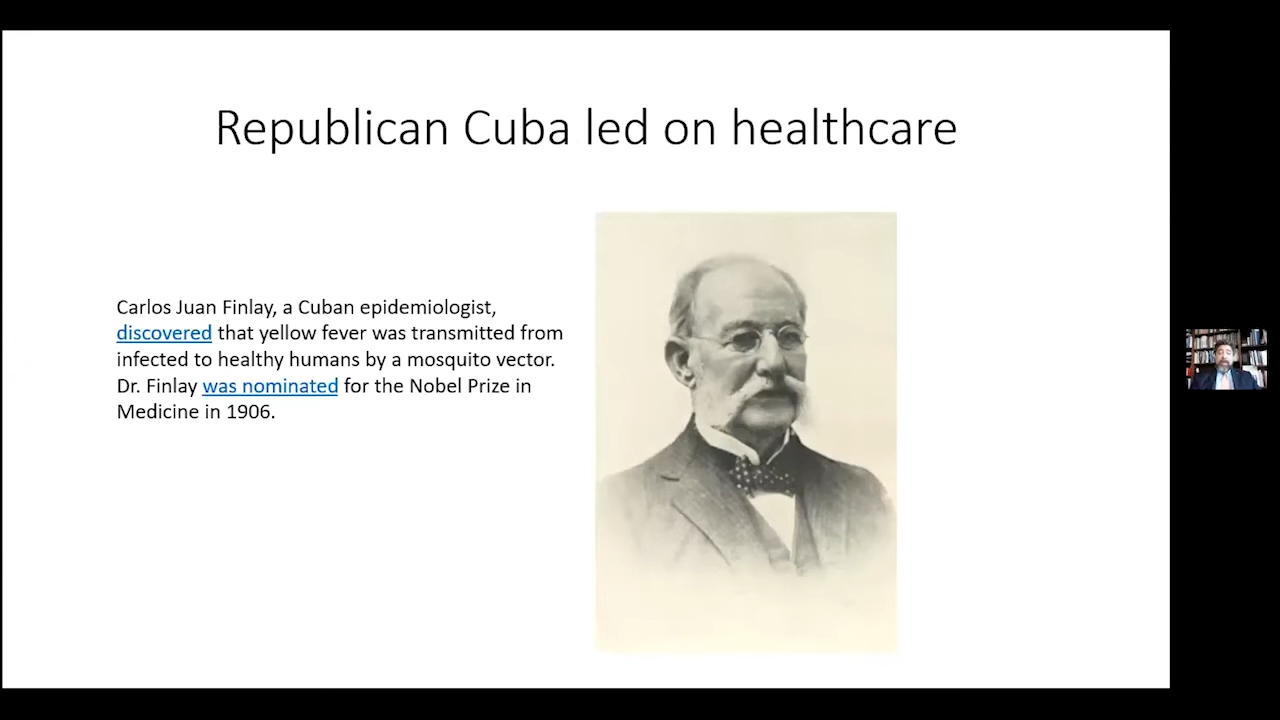 Republican Cuba led on healthcare
Carlos Juan Finlay, a Cuban epidemiologist,
discovered that yellow fever was transmitted from
infected to healthy humans by a mosquito vector.
Dr. Finlay was nominated for the Nobel Prize in
Medicine in 1906.